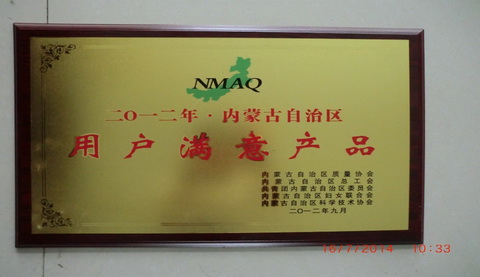 NMAQ
二〇一二年·内蒙古自治区
用户满意产品
内蒙古自治区质量协会
内蒙古自治区总工会
共青团内蒙古自治区委员会
内蒙古自治区妇女联合会
内蒙古自治区科学技术协会
二〇一二年九月
16/7/2014 10:33